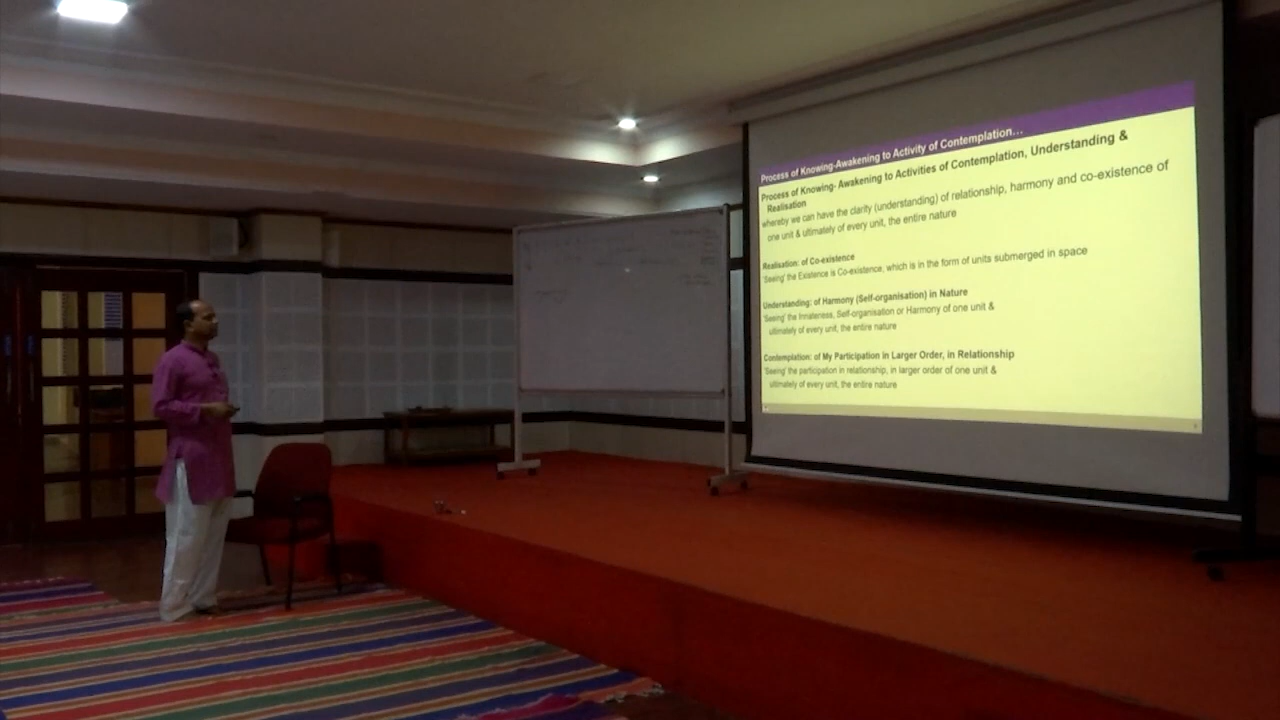 Process of Knowing-Awakening to Activity of Contemplation…
Process of Knowing- Awakening to Activities of Contemplation, Understanding &
Realisation
whereby we can have the clarity (understanding) of relationship, harmony and co-existence of
one unit & ultimately of every unit, the entire nature
Realisation: of Co-existence
'Seeing' the Existence is Co-existence, which is in the form of units submerged in space
Understanding: of Harmony (Self-organisation) in Nature
'Seeing' the Innateness, Self-organisation or Harmony of one unit &
ultimately of every unit, the entire nature
Contemplation: of My Participation in Larger Order, in Relationship
'Seeing' the participation in relationship, in larger order of one unit &
ultimately of every unit, the entire nature